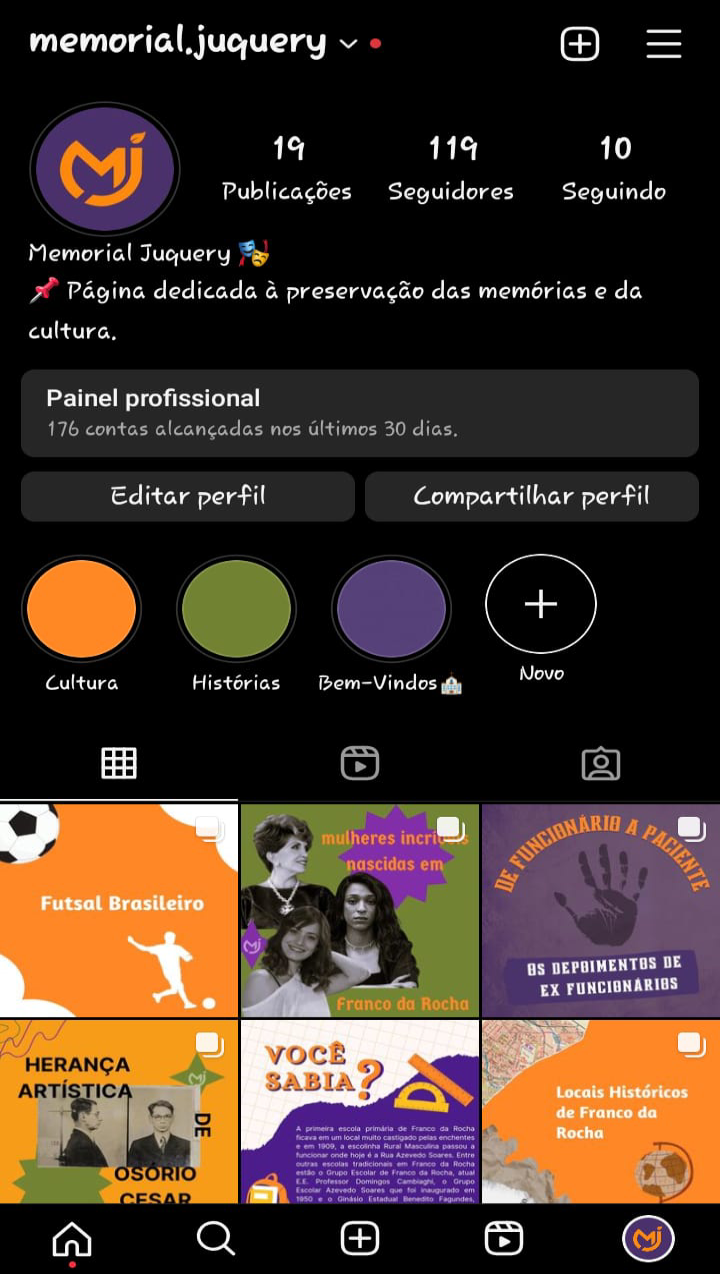 memorial.juquery
19
119
10
Publicações
Seguidores
Seguindo
Memorial Juquery 🎭
📌 Página dedicada à preservação das memórias e da
cultura.
Painel profissional
176 contas alcançadas nos últimos 30 dias.
Editar perfil
Compartilhar perfil
Cultura
Histórias
Bem-Vindos🏰
Novo
Futsal Brasileiro
mulheres incríveis
nascidas em
Franco da Rocha
DE FUNCIONÁRIO A PACIENTE
OS DEPOIMENTOS DE
EX FUNCIONÁRIOS
HERANÇA
ARTÍSTICA
DE
OSÓRIO
CESAR
VOCÊ
SABIA?
A primeira escola primária de Franco da Rocha
ficava em um local muito castigado pelas enchentes
e em 1909, a escolinha Rural Masculina passou a
funcionar onde hoje é a Rua Azevedo Soares. Entre
outras escolas tradicionais em Franco da Rocha
estão o Grupo Escolar de Franco da Rocha, atual
E.E. Professor Domingos Cambiaghi, o Grupo
Escolar Azevedo Soares que foi inaugurado em
1950 e o Ginásio Estadual Benedito Fagundes,
Locais Históricos
de Franco da
Rocha